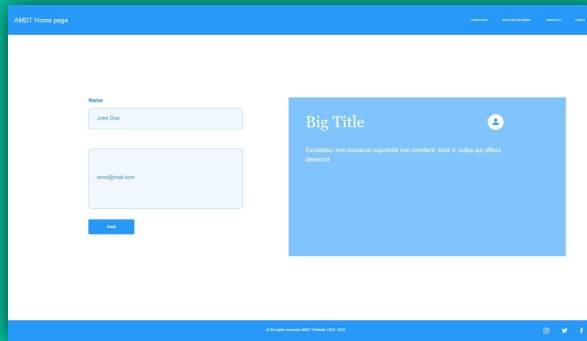 AMDT Home page
Testimonials About the Developer Contact Us Gallery
Name
John Doe
Big Title
Excepteur sint occaecat cupidatat non proident, sunt in culpa qui officia
deserunt
email@mail.com
Send
© All rights reserved AMDT Website 2020. 2020